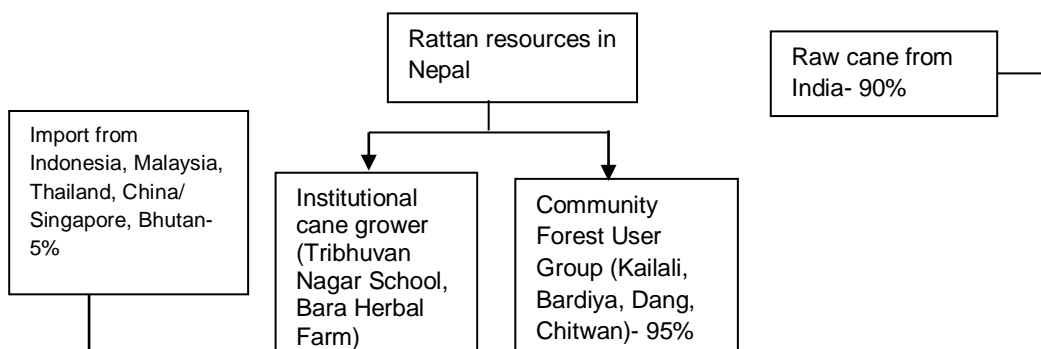 Rattan resources in
Nepal
Raw cane from
India- 90%
Import from
Indonesia, Malaysia,
Thailand, China/
Singapore, Bhutan-
5%
Institutional
cane grower
(Tribhuvan
Nagar School,
Bara Herbal
Farm)
Community
Forest User
Group (Kailali,
Bardiya, Dang,
Chitwan)- 95%